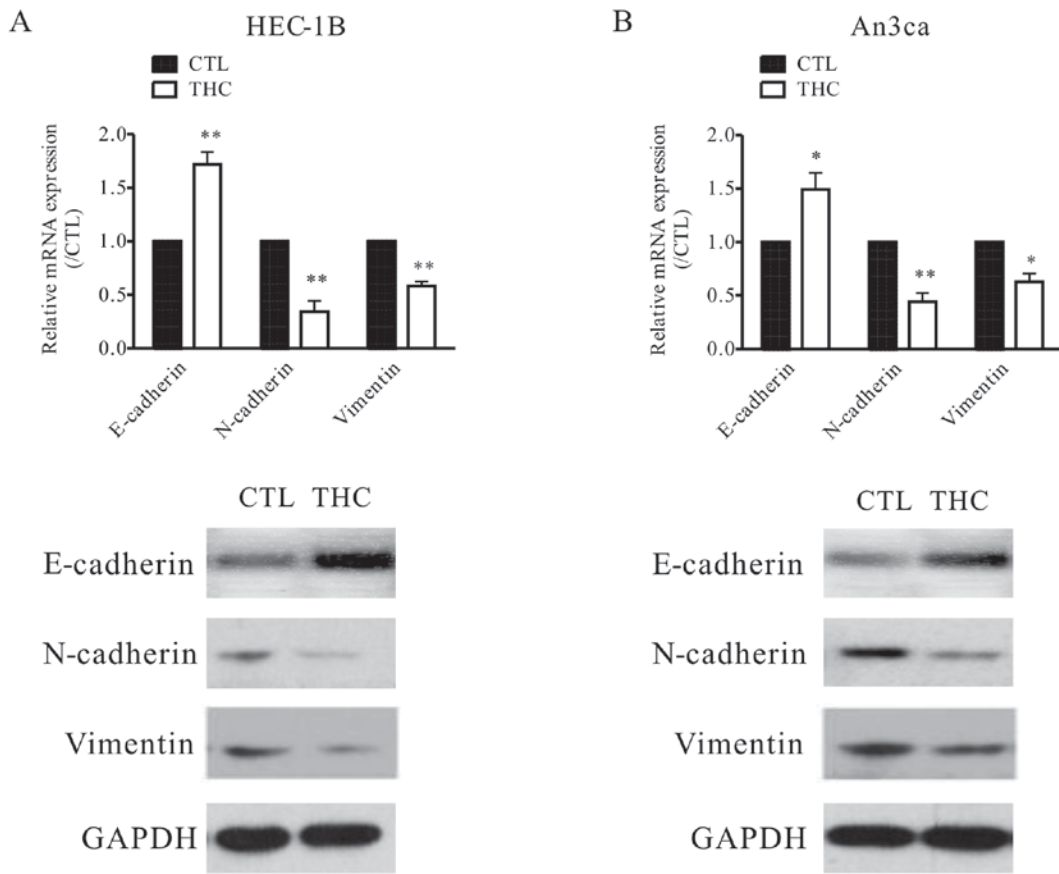 A
HEC-1B
CTL
THC
Relative mRNA expression
(/CTL)
2.0
1.5
1.0
0.5
0.0
**
**
**
E-cadherin
N-cadherin
Vimentin
CTL THC
E-cadherin
N-cadherin
Vimentin
GAPDH
B
An3ca
CTL
THC
Relative mRNA expression
(/CTL)
2.0
1.5
1.0
0.5
0.0
*
**
*
E-cadherin
N-cadherin
Vimentin
CTL THC
E-cadherin
N-cadherin
Vimentin
GAPDH